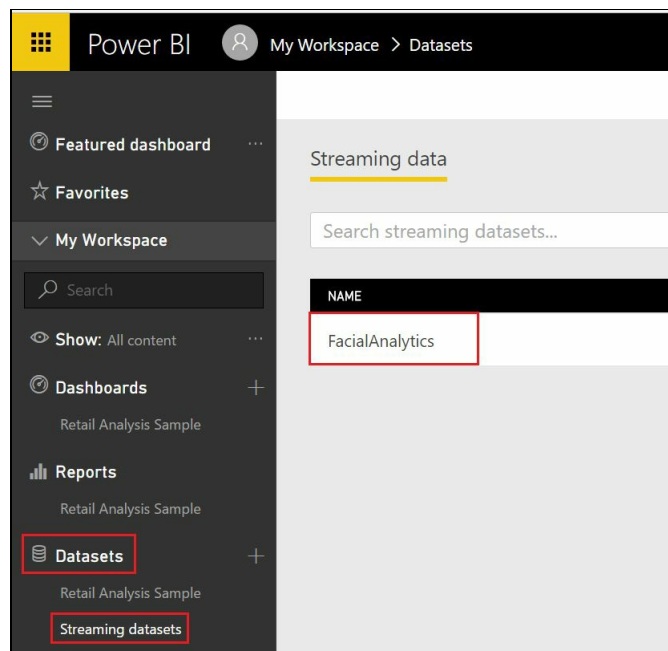 Power BI
My Workspace > Datasets
Featured dashboard ...
Favorites
My Workspace
Search
Show: All content ...
Dashboards +
Retail Analysis Sample
Reports
Retail Analysis Sample
Datasets +
Retail Analysis Sample
Streaming datasets
Streaming data
Search streaming datasets...
NAME
FacialAnalytics